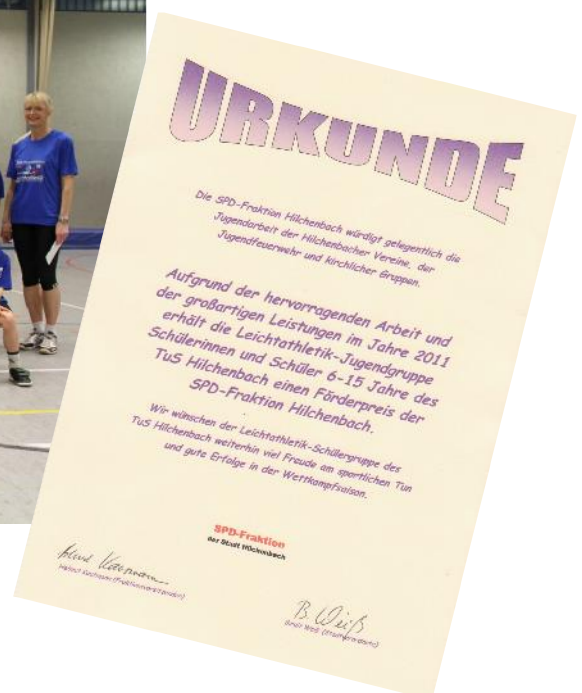 URKUNDE
Die SPD-Fraktion Hilchenbach würdigt gelegentlich die
Jugendarbeit der Hilchenbacher Vereine, der
Jugendfeuerwehr und kirchlicher Gruppen.
Aufgrund der hervorragenden Arbeit und
der großartigen Leistungen im Jahre 2011
erhält die Leichtathletik-Jugendgruppe
Schülerinnen und Schüler 6-15 Jahre des
TuS Hilchenbach einen Förderpreis der
SPD-Fraktion Hilchenbach.
Wir wünschen der Leichtathletik-Schülergruppe des
TuS Hilchenbach weiterhin viel Freude am sportlichen Tun
und gute Erfolge in der Wettkampfsaison.
SPD-Fraktion
der Stadt Hilchenbach
B. Weiß